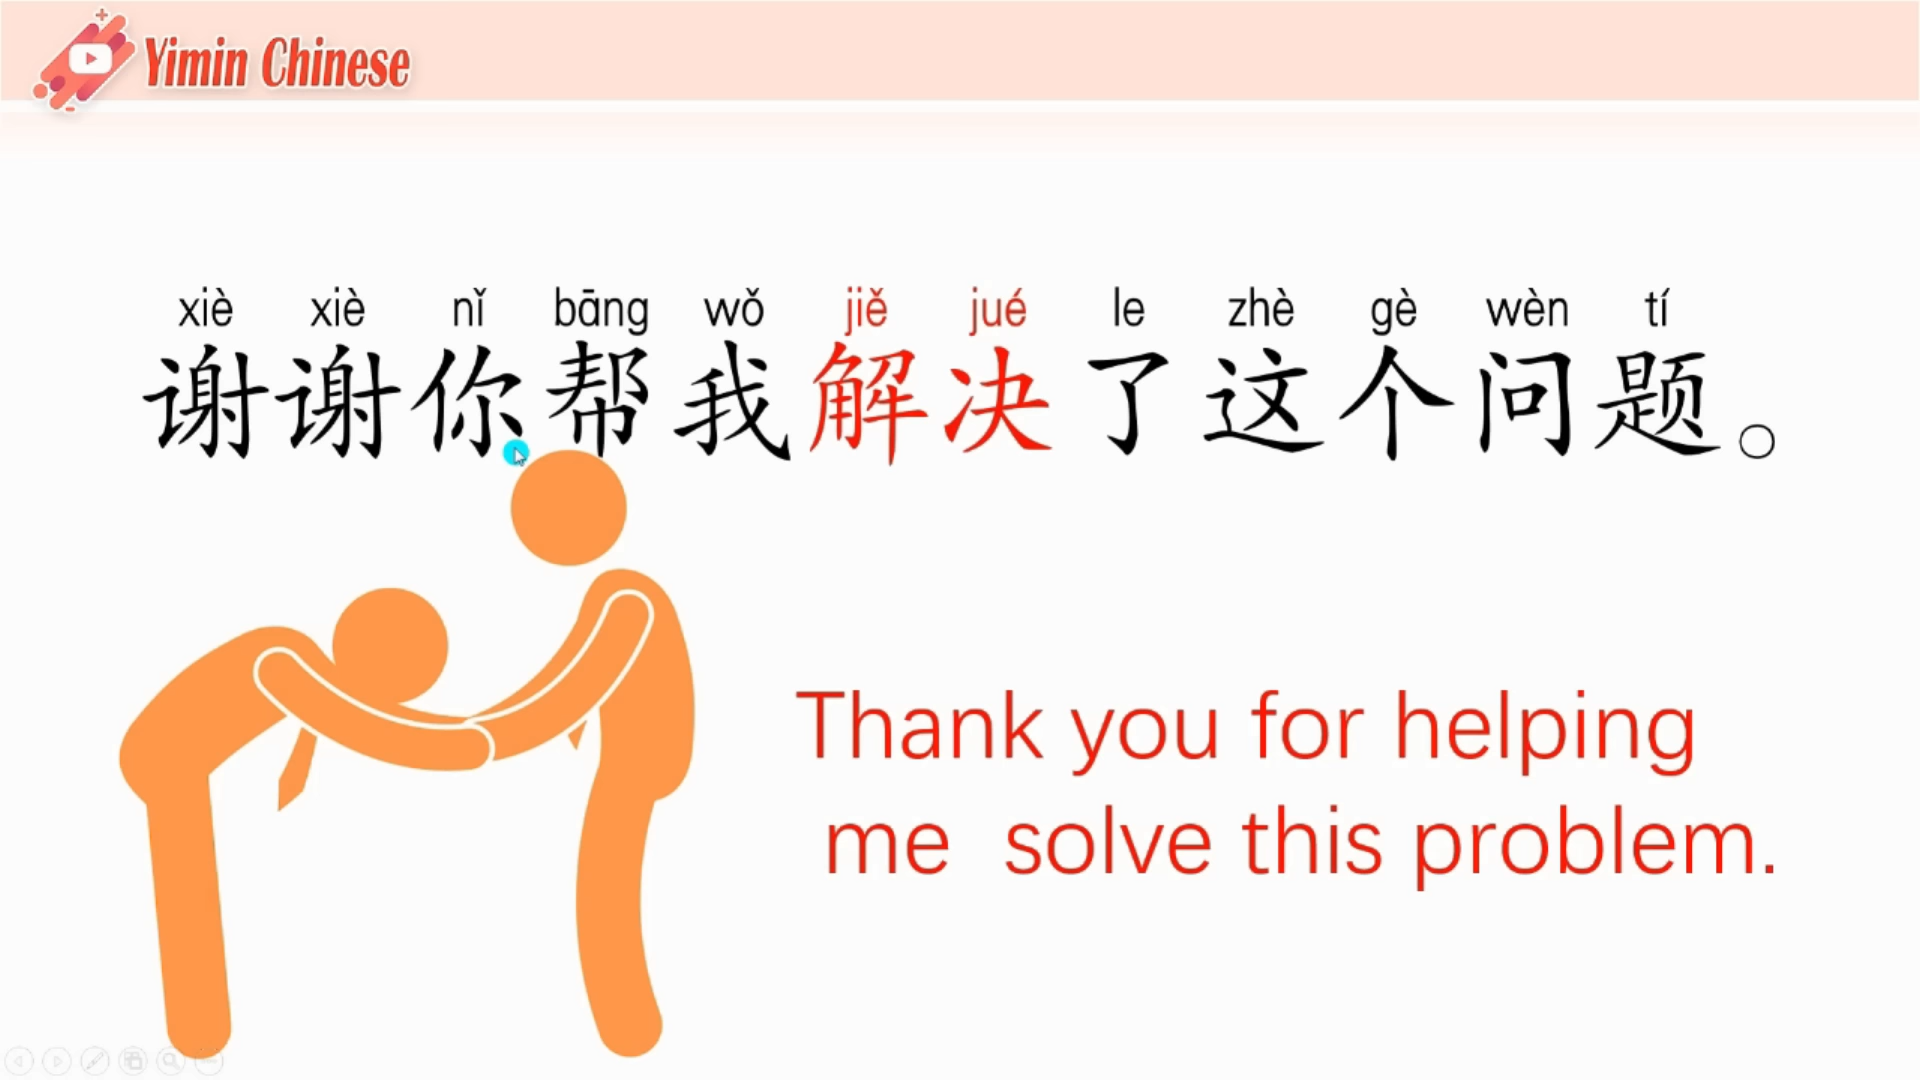 Yimin Chinese
xiè xiè nǐ bāng wǒ jiě jué le zhè gè wèn tí
谢谢你帮我解决了这个问题。
Thank you for helping
me solve this problem.